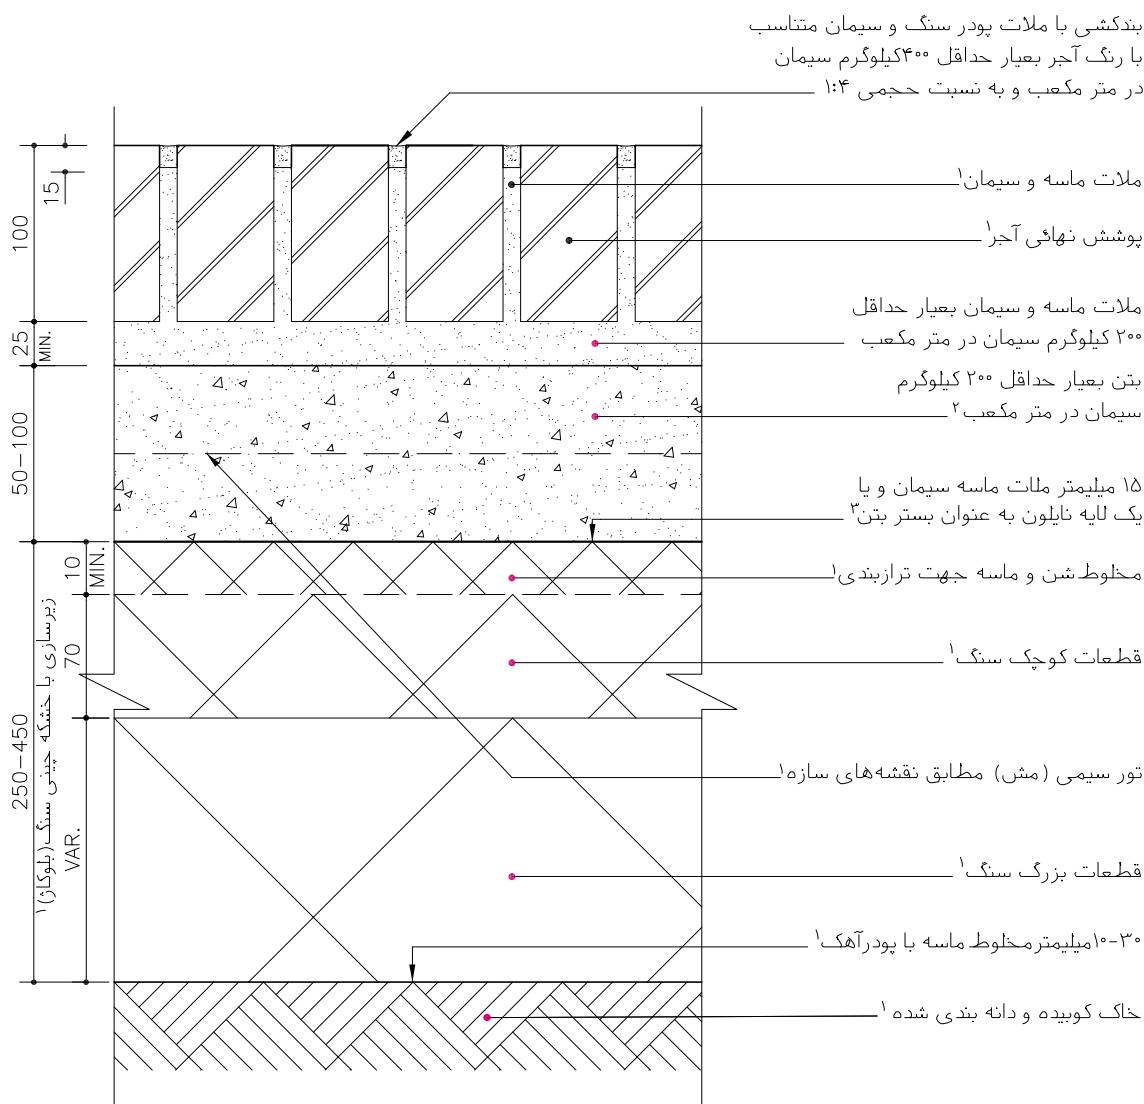 بندکشی با ملات پودر سنگ و سیمان متناسب
با رنگ آجر بعیار حداقل ۴۰۰کیلوگرم سیمان
در متر مکعب و به نسبت حجمی ۱:۴
ملات ماسه و سیمان۱
پوشش نهائی آجر۱
ملات ماسه و سیمان بعیار حداقل
۲۰۰ کیلوگرم سیمان در متر مکعب
بتن بعیار حداقل ۲۰۰ کیلوگرم
سیمان در متر مکعب۲
۱۵ میلیمتر ملات ماسه سیمان و یا
یک لایه نایلون به عنوان بستر بتن۳
مخلوط شن و ماسه جهت ترازبندی۱
قطعات کوچک سنگ۱
تور سیمی (مش) مطابق نقشه‌های سازه۱
قطعات بزرگ سنگ۱
۱۰-۳۰میلیمترمخلوط ماسه با پودرآهک۱
خاک کوبیده و دانه بندی شده ۱
15
100
25
MIN.
50-100
10
MIN.
70
250-450
زیرسازی با خشکه چینی سنگ(بلوکاژ)۱
VAR.